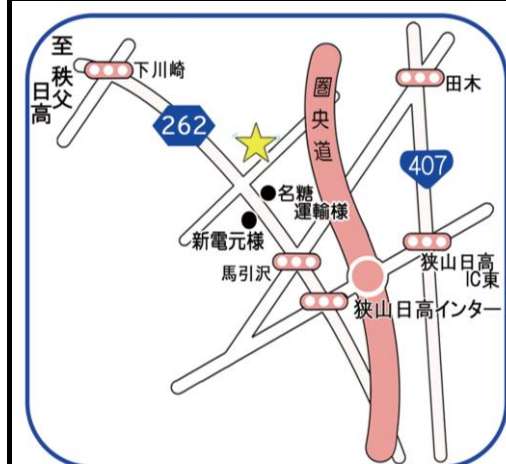 至
秩父
日高
下川崎
262
圏央道
田木
407
名糖
運輸様
新電元様
馬引沢
狭山日高
IC東
狭山日高インター